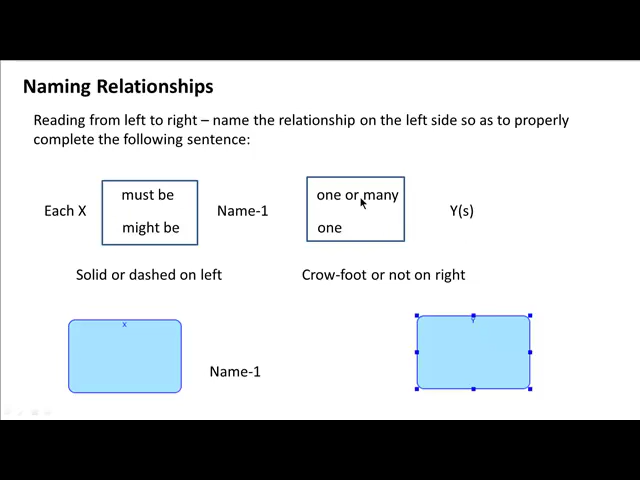 Naming Relationships
Reading from left to right – name the relationship on the left side so as to properly
complete the following sentence:
must be
one or many
Each X
Name-1
Y(s)
might be
one
Solid or dashed on left
Crow-foot or not on right
X
Y
Name-1